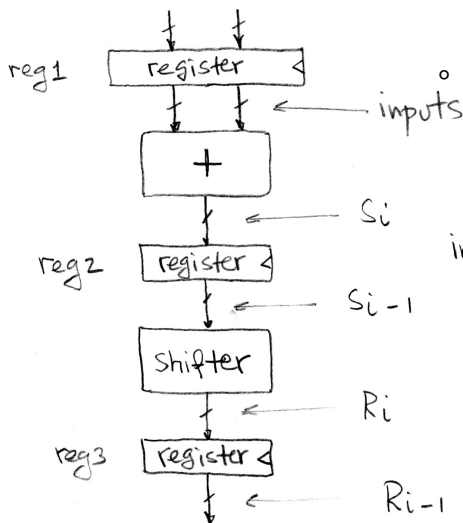 reg1
register
inputs
+
Si
reg2
register
Si-1
Shifter
Ri
reg3
register
Ri-1